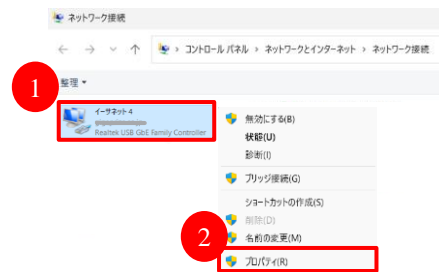 ネットワーク接続
コントロール パネル › ネットワークとインターネット › ネットワーク接続
1
整理
イーサネット 4
Realtek USB GbE Family Controller
無効にする(B)
状態(U)
診断(I)
ブリッジ接続(G)
ショートカットの作成(S)
削除(D)
2
名前の変更(M)
プロパティ(R)